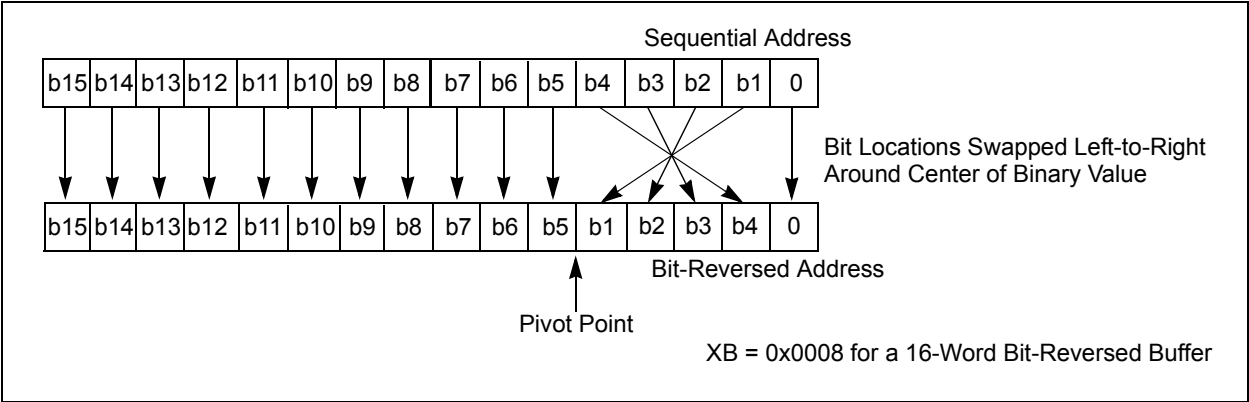 Sequential Address
b15 b14 b13 b12 b11 b10 b9 b8 b7 b6 b5 b4 b3 b2 b1 0
Bit Locations Swapped Left-to-Right
Around Center of Binary Value
b15 b14 b13 b12 b11 b10 b9 b8 b7 b6 b5 b1 b2 b3 b4 0
Bit-Reversed Address
Pivot Point
XB = 0x0008 for a 16-Word Bit-Reversed Buffer